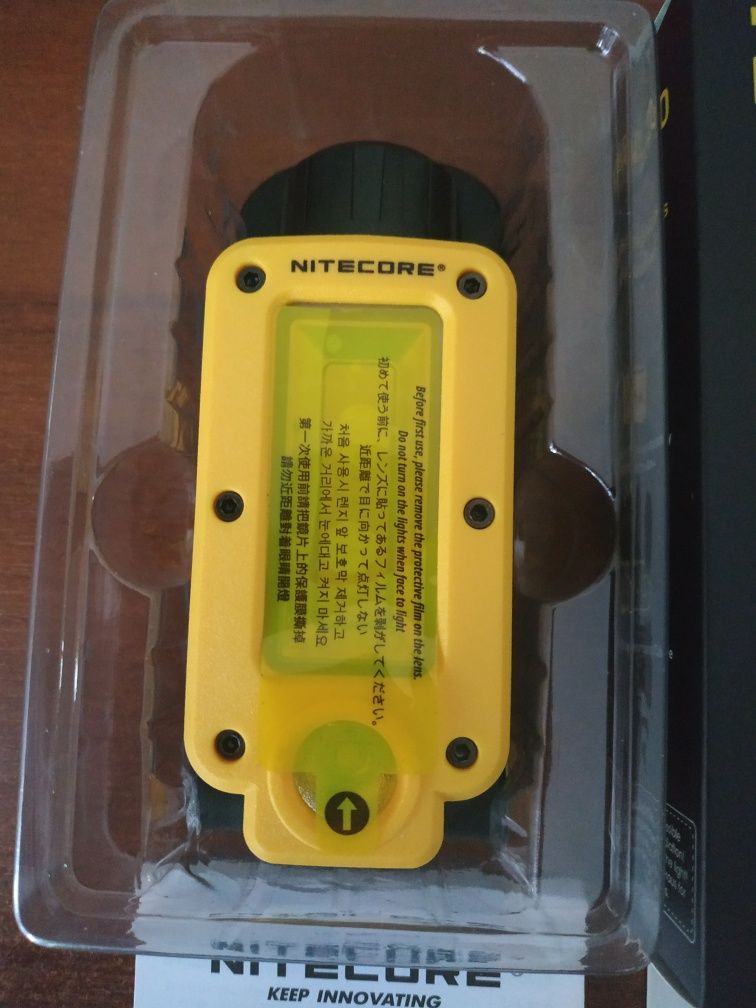 NITECORE®
Before first use, please remove the protective film on the lens.
Do not turn on the lights when face to light
初めて使う前に、レンズに貼ってあるフィルムを剥がしてください。
近距離で目に向かって点灯しない
처음 사용시 렌지 앞 보호막 제거하고
가까운 거리에서 눈에대고 켜지 마세요
第一次使用前請把鏡片上的保護膜撕掉
請勿近距離對着眼睛開燈
NITECORE®
KEEP INNOVATING